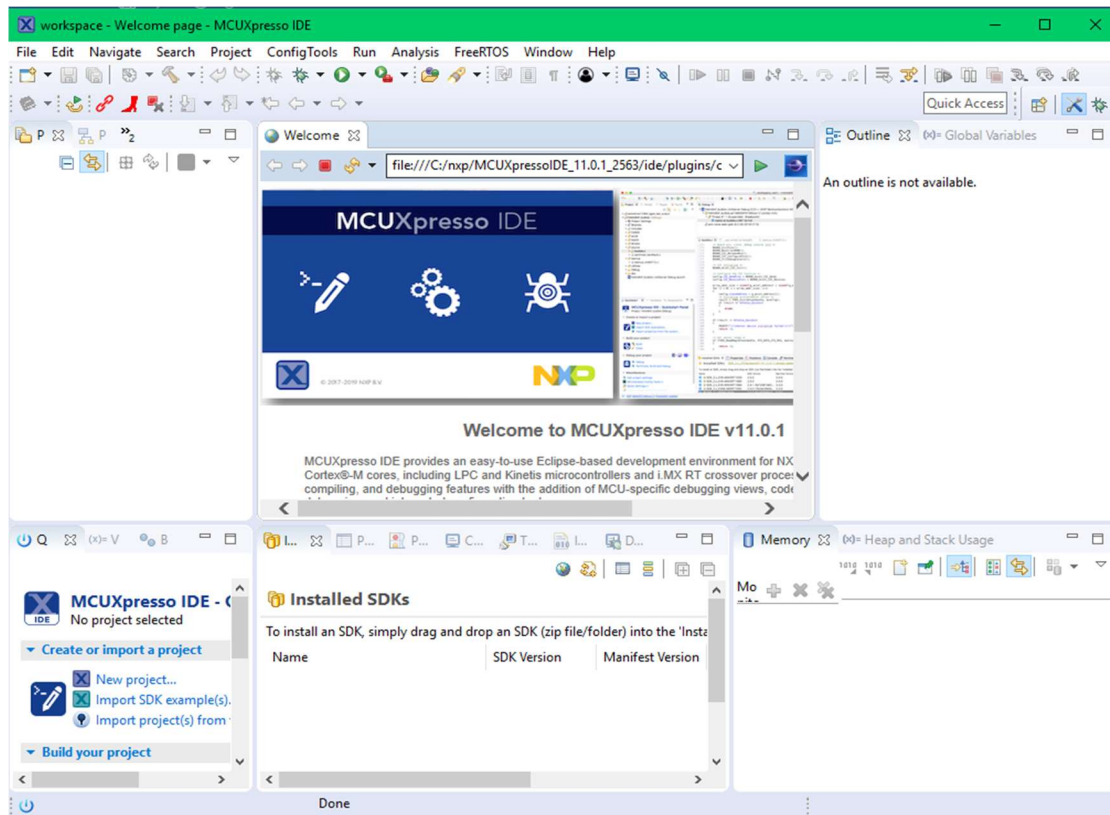 workspace - Welcome page - MCUXpresso IDE
File Edit Navigate Search Project ConfigTools Run Analysis FreeRTOS Window Help
Quick Access
P P 2
Welcome
Outline (x)= Global Variables
file:///C:/nxp/MCUXpressoIDE_11.0.1_2563/ide/plugins/c
An outline is not available.
MCUXpresso IDE
© 2017-2019 NXP B.V.
NXP
Welcome to MCUXpresso IDE v11.0.1
MCUXpresso IDE provides an easy-to-use Eclipse-based development environment for NX
Cortex®-M cores, including LPC and Kinetis microcontrollers and i.MX RT crossover proces
compiling, and debugging features with the addition of MCU-specific debugging views, code
Q (x)= V B
I... P... P... C... T... I... D...
Memory (x)= Heap and Stack Usage
1010 1010
Mo
IDE
MCUXpresso IDE - 
No project selected
Create or import a project
New project...
Import SDK example(s).
Import project(s) from
Build your project
Installed SDKs
To install an SDK, simply drag and drop an SDK (zip file/folder) into the 'Insta
Name SDK Version Manifest Version
Done